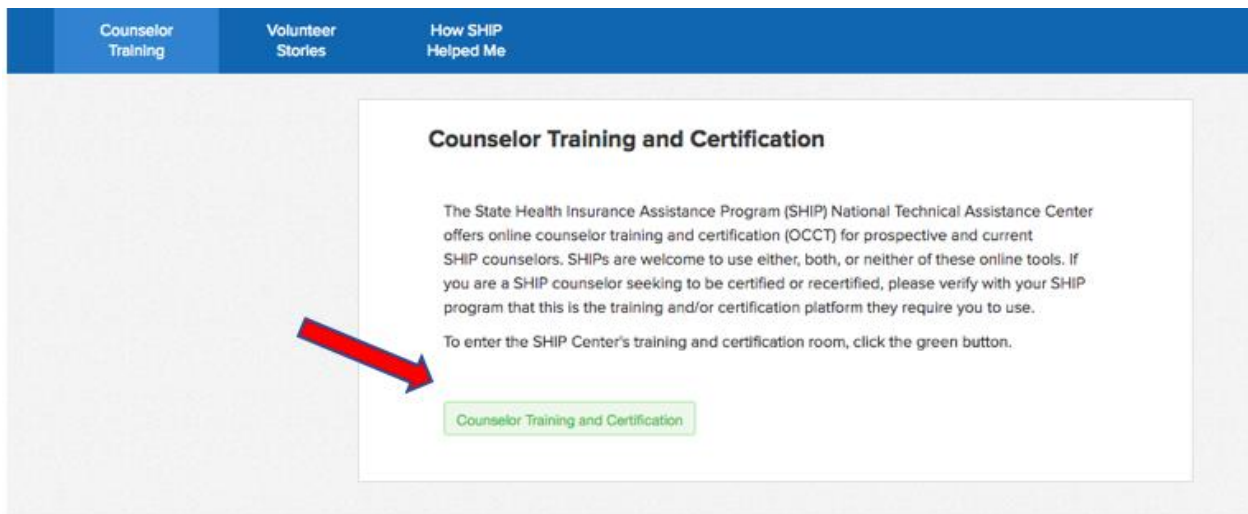 Counselor
Training
Volunteer
Stories
How SHIP
Helped Me
Counselor Training and Certification
The State Health Insurance Assistance Program (SHIP) National Technical Assistance Center
offers online counselor training and certification (OCCT) for prospective and current
SHIP counselors. SHIPs are welcome to use either, both, or neither of these online tools. If
you are a SHIP counselor seeking to be certified or recertified, please verify with your SHIP
program that this is the training and/or certification platform they require you to use.
To enter the SHIP Center's training and certification room, click the green button.
Counselor Training and Certification